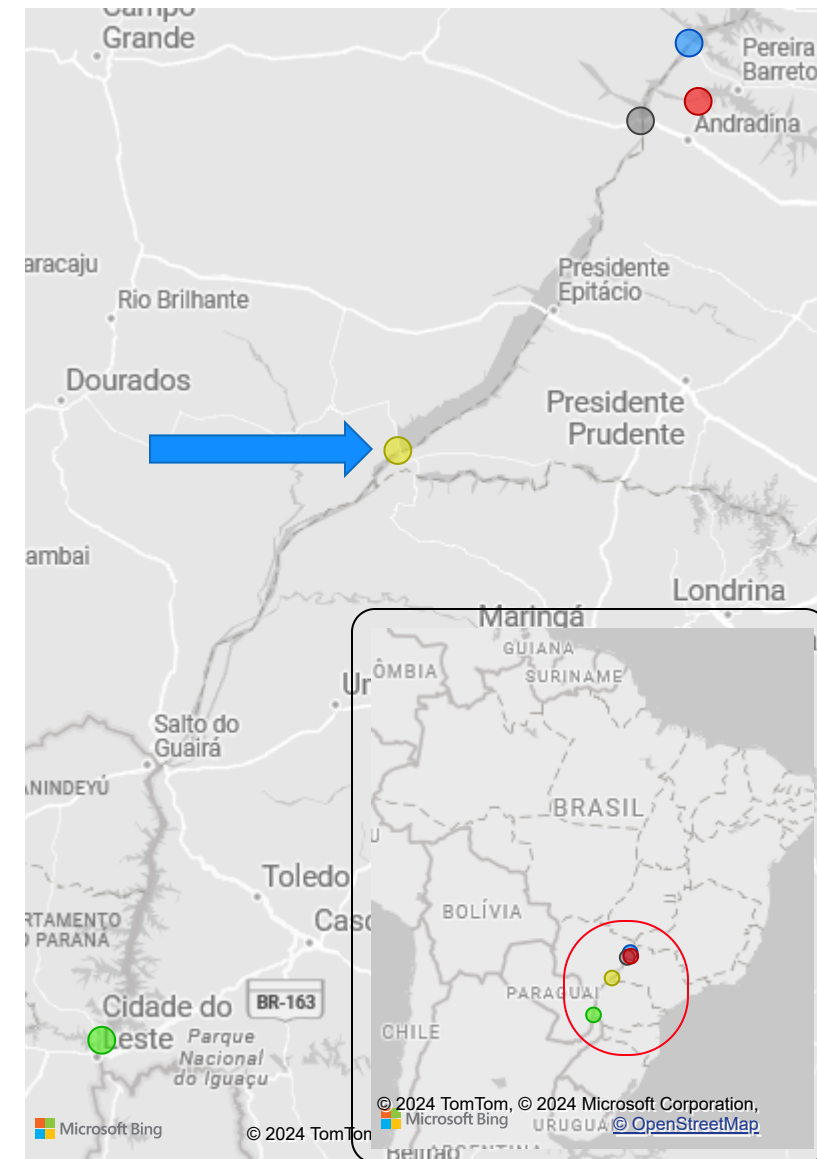 Campo
Grande
Pereira
Barreto
Andradina
aracaju
Presidente
Epitácio
Rio Brilhante
Dourados
Presidente
Prudente
ambai
Londrina
Maringá
Salto do
Guairá
ANINDEYÚ
Toledo
RTAMENTO
PARANÁ
Casc
BR-163
Cidade do
Leste
Parque
Nacional
do Iguaçu
Microsoft Bing
© 2024 TomTom
GUIANA
ÔMBIA
SURINAME
BRASIL
BOLÍVIA
PARAGUAI
CHILE
© 2024 TomTom, © 2024 Microsoft Corporation,
Microsoft Bing
URUGUA
© OpenStreetMap
ARGENTINA